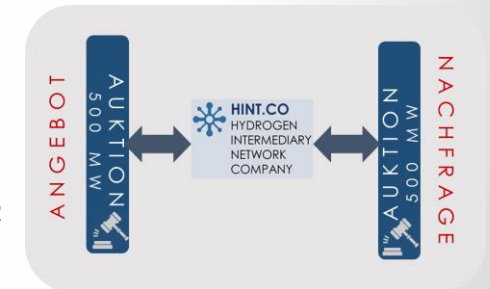 ANGEBOT
AUKTION
500 MW
HINT.CO
HYDROGEN
INTERMEDIARY
NETWORK
COMPANY
AUKTION
500 MW
NACHFRAGE